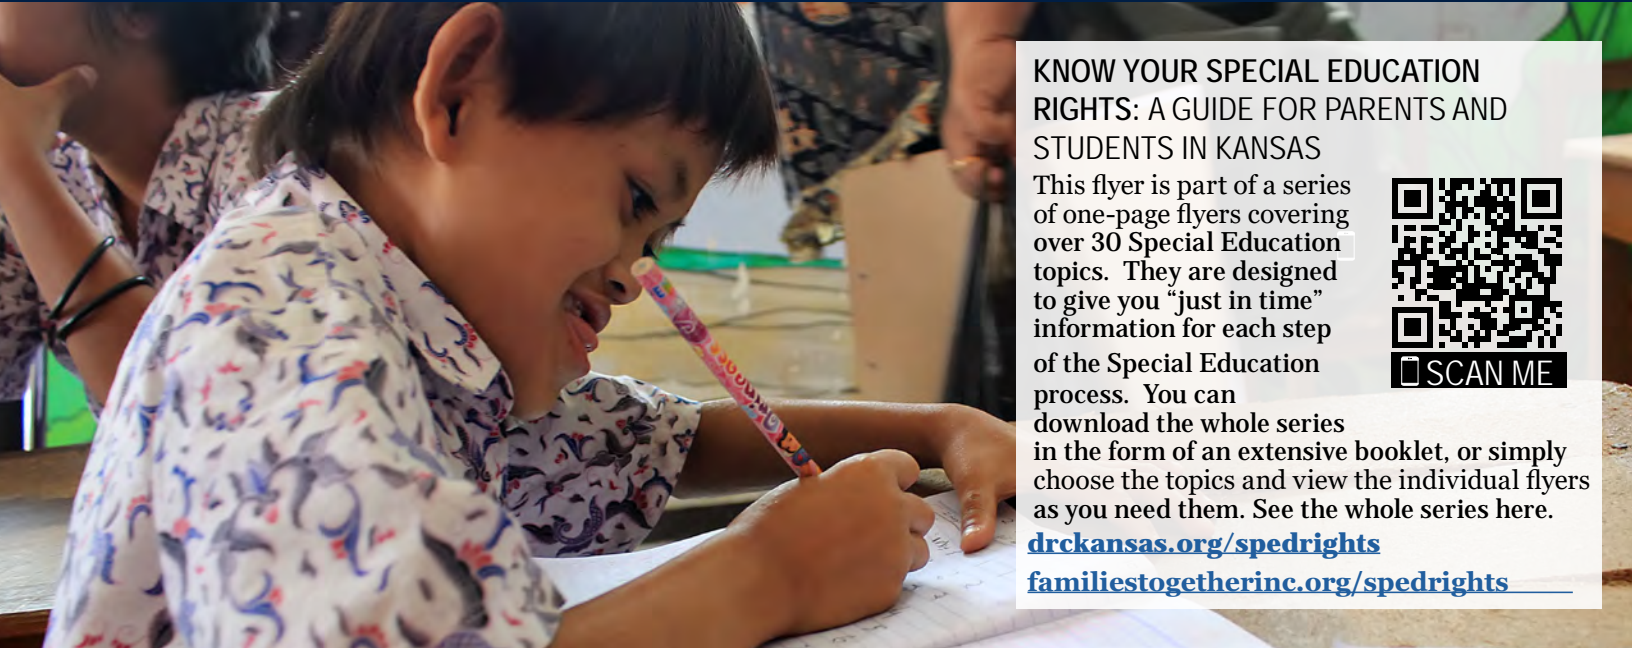 KNOW YOUR SPECIAL EDUCATION
RIGHTS: A GUIDE FOR PARENTS AND
STUDENTS IN KANSAS
This flyer is part of a series
of one-page flyers covering
over 30 Special Education
topics. They are designed
to give you “just in time”
information for each step
of the Special Education
process. You can
download the whole series
in the form of an extensive booklet, or simply
choose the topics and view the individual flyers
as you need them. See the whole series here.
drckansas.org/spedrights
familiestogetherinc.org/spedrights
SCAN ME